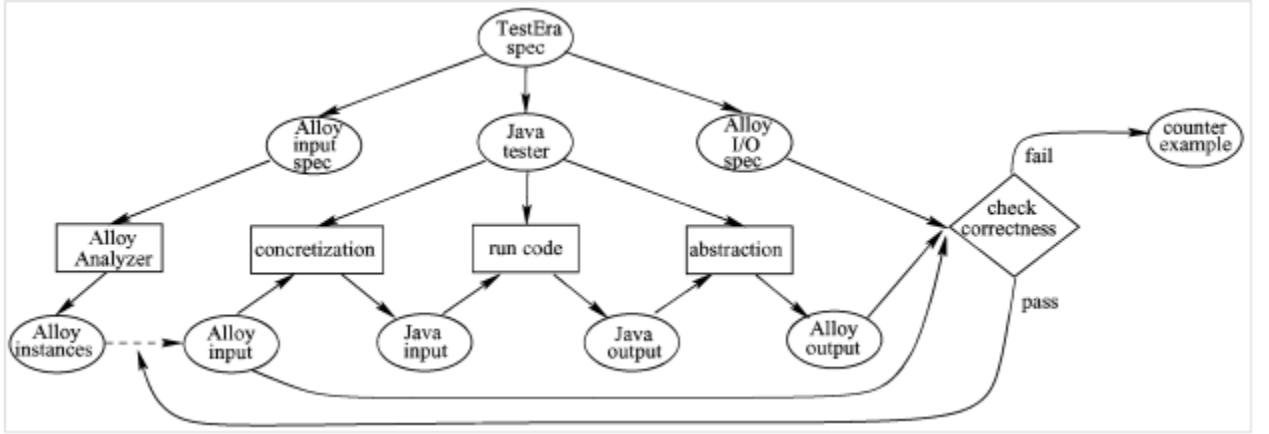 TestEra
spec
Alloy
input
spec
Java
tester
Alloy
I/O
spec
counter
example
fail
check
correctness
Alloy
Analyzer
concretization
run code
abstraction
pass
Alloy
instances
Alloy
input
Java
input
Java
output
Alloy
output